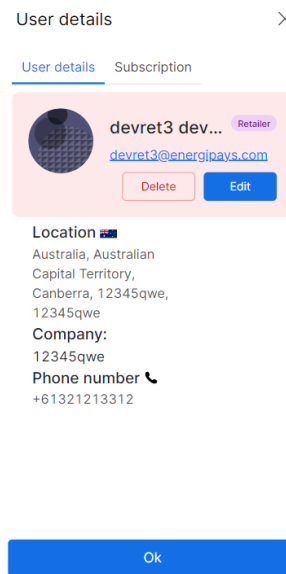 User details
User details Subscription
devret3 dev... Retailer
devret3@energipays.com
Delete Edit
Location
Australia, Australian
Capital Territory,
Canberra, 12345qwe,
12345qwe
Company:
12345qwe
Phone number
+61321213312
Ok